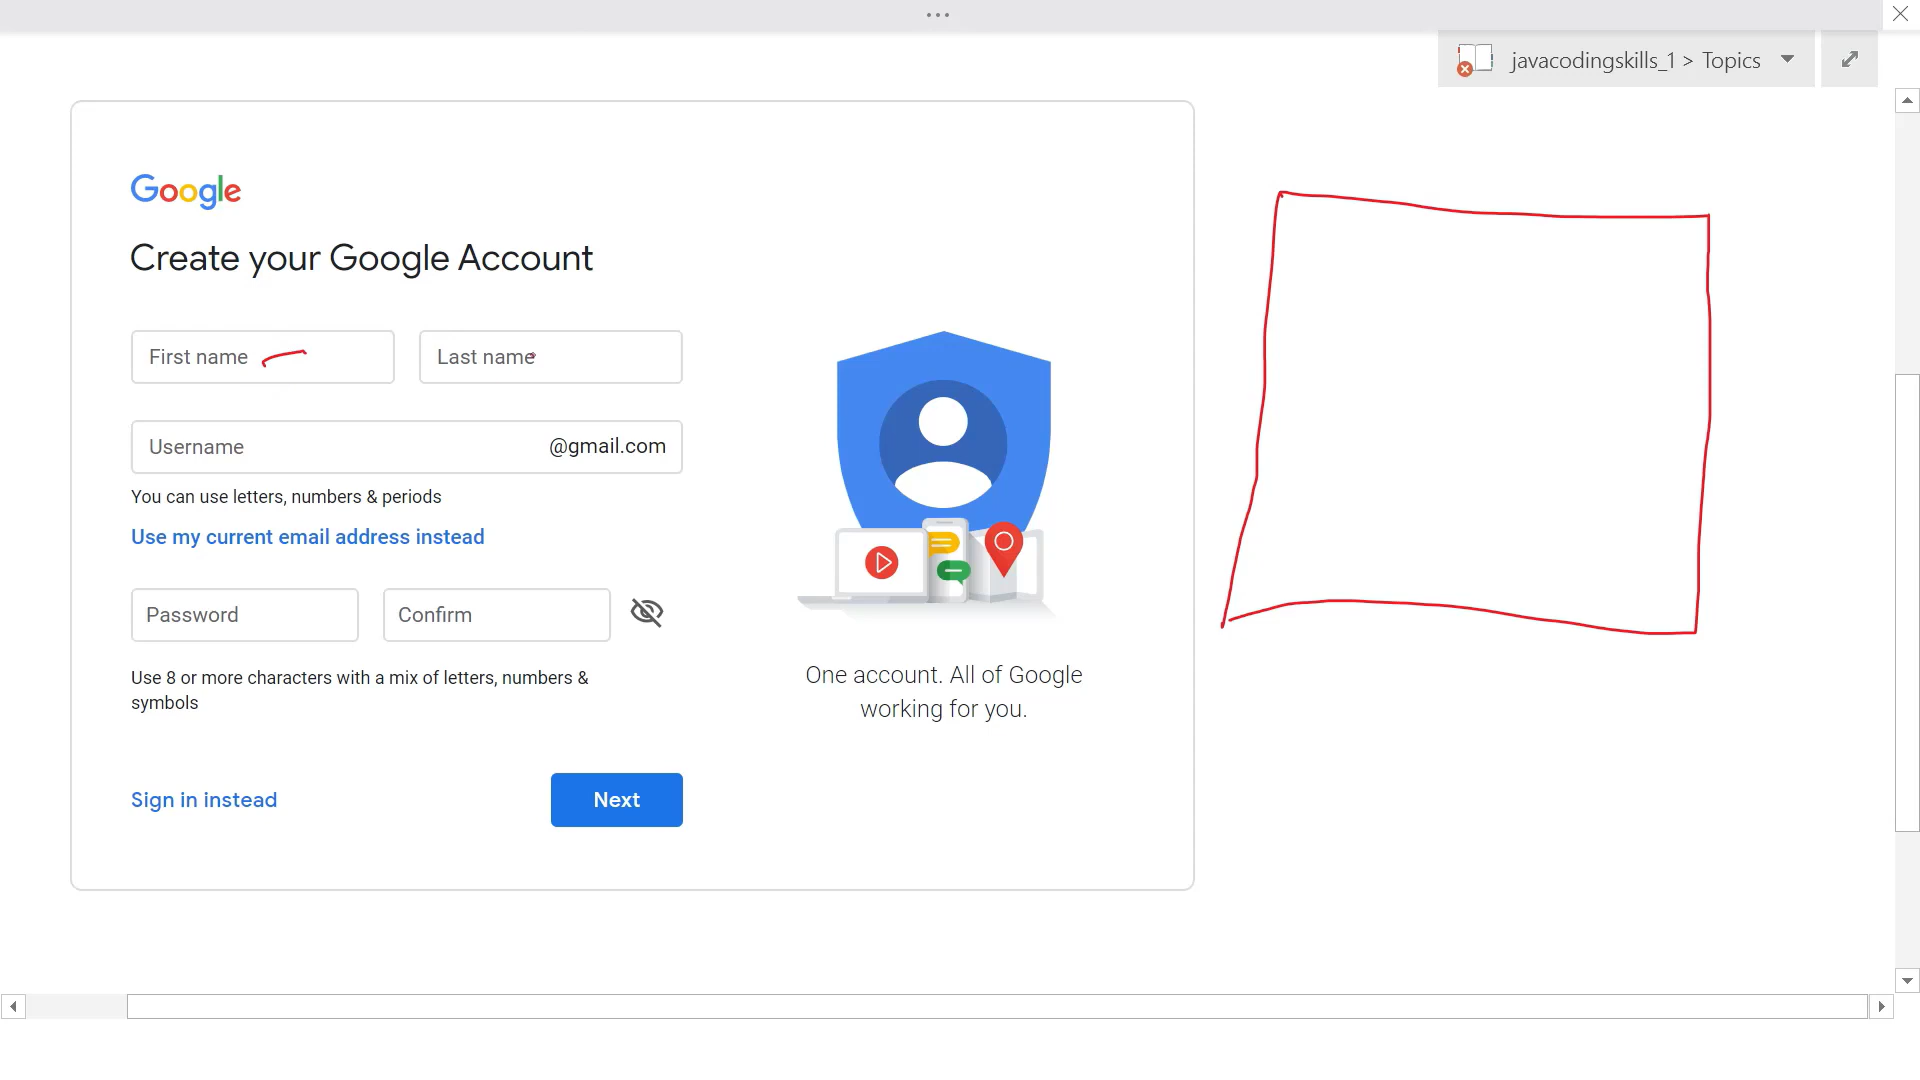 javacodingskills_1 > Topics
Google
Create your Google Account
First name
Last name
Username
@gmail.com
You can use letters, numbers & periods
Use my current email address instead
Password
Confirm
Use 8 or more characters with a mix of letters, numbers &
symbols
One account. All of Google
working for you.
Sign in instead
Next